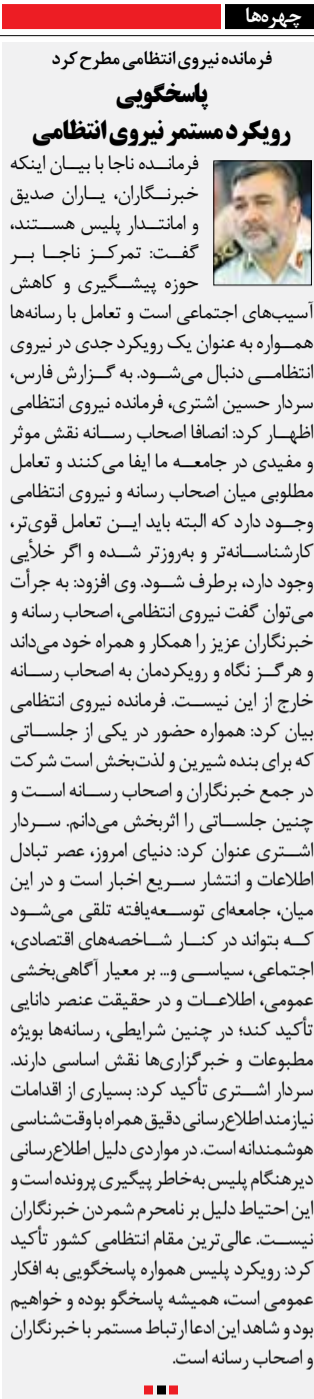 چهره‌ها
فرمانده نیروی انتظامی مطرح کرد
پاسخگویی
رویکرد مستمر نیروی انتظامی
فرمانده ناجا با بیان اینکه
خبرنگاران، یاران صدیق
و امانتدار پلیس هستند،
گفت: تمرکز ناجا بر
حوزه پیشگیری و کاهش
آسیب‌های اجتماعی است و تعامل با رسانه‌ها
همواره به عنوان یک رویکرد جدی در نیروی
انتظامی دنبال می‌شود. به گزارش فارس،
سردار حسین اشتری، فرمانده نیروی انتظامی
اظهار کرد: انصافا اصحاب رسانه نقش موثر
و مفیدی در جامعه ما ایفا می‌کنند و تعامل
مطلوبی میان اصحاب رسانه و نیروی انتظامی
وجود دارد که البته باید این تعامل قوی‌تر،
کارشناسانه‌تر و به‌روزتر شده و اگر خلأیی
وجود دارد، برطرف شود. وی افزود: به جرأت
می‌توان گفت نیروی انتظامی، اصحاب رسانه و
خبرنگاران عزیز را همکار و همراه خود می‌داند
و هرگز نگاه و رویکردمان به اصحاب رسانه
خارج از این نیست. فرمانده نیروی انتظامی
بیان کرد: همواره حضور در یکی از جلساتی
که برای بنده شیرین و لذت‌بخش است شرکت
در جمع خبرنگاران و اصحاب رسانه است و
چنین جلساتی را اثربخش می‌دانم. سردار
اشتری عنوان کرد: دنیای امروز، عصر تبادل
اطلاعات و انتشار سریع اخبار است و در این
میان، جامعه‌ای توسعه‌یافته تلقی می‌شود
که بتواند در کنار شاخصه‌های اقتصادی،
اجتماعی، سیاسی و... بر معیار آگاهی‌بخشی
عمومی، اطلاعات و در حقیقت عنصر دانایی
تأکید کند؛ در چنین شرایطی، رسانه‌ها بویژه
مطبوعات و خبرگزاری‌ها نقش اساسی دارند.
سردار اشتری تأکید کرد: بسیاری از اقدامات
نیازمند اطلاع‌رسانی دقیق همراه با وقت‌شناسی
هوشمندانه است. در مواردی دلیل اطلاع‌رسانی
دیرهنگام پلیس به‌خاطر پیگیری پرونده است و
این احتیاط دلیل بر نامحرم شمردن خبرنگاران
نیست. عالی‌ترین مقام انتظامی کشور تأکید
کرد: رویکرد پلیس همواره پاسخگویی به افکار
عمومی است، همیشه پاسخگو بوده و خواهیم
بود و شاهد این ادعا ارتباط مستمر با خبرنگاران
و اصحاب رسانه است.